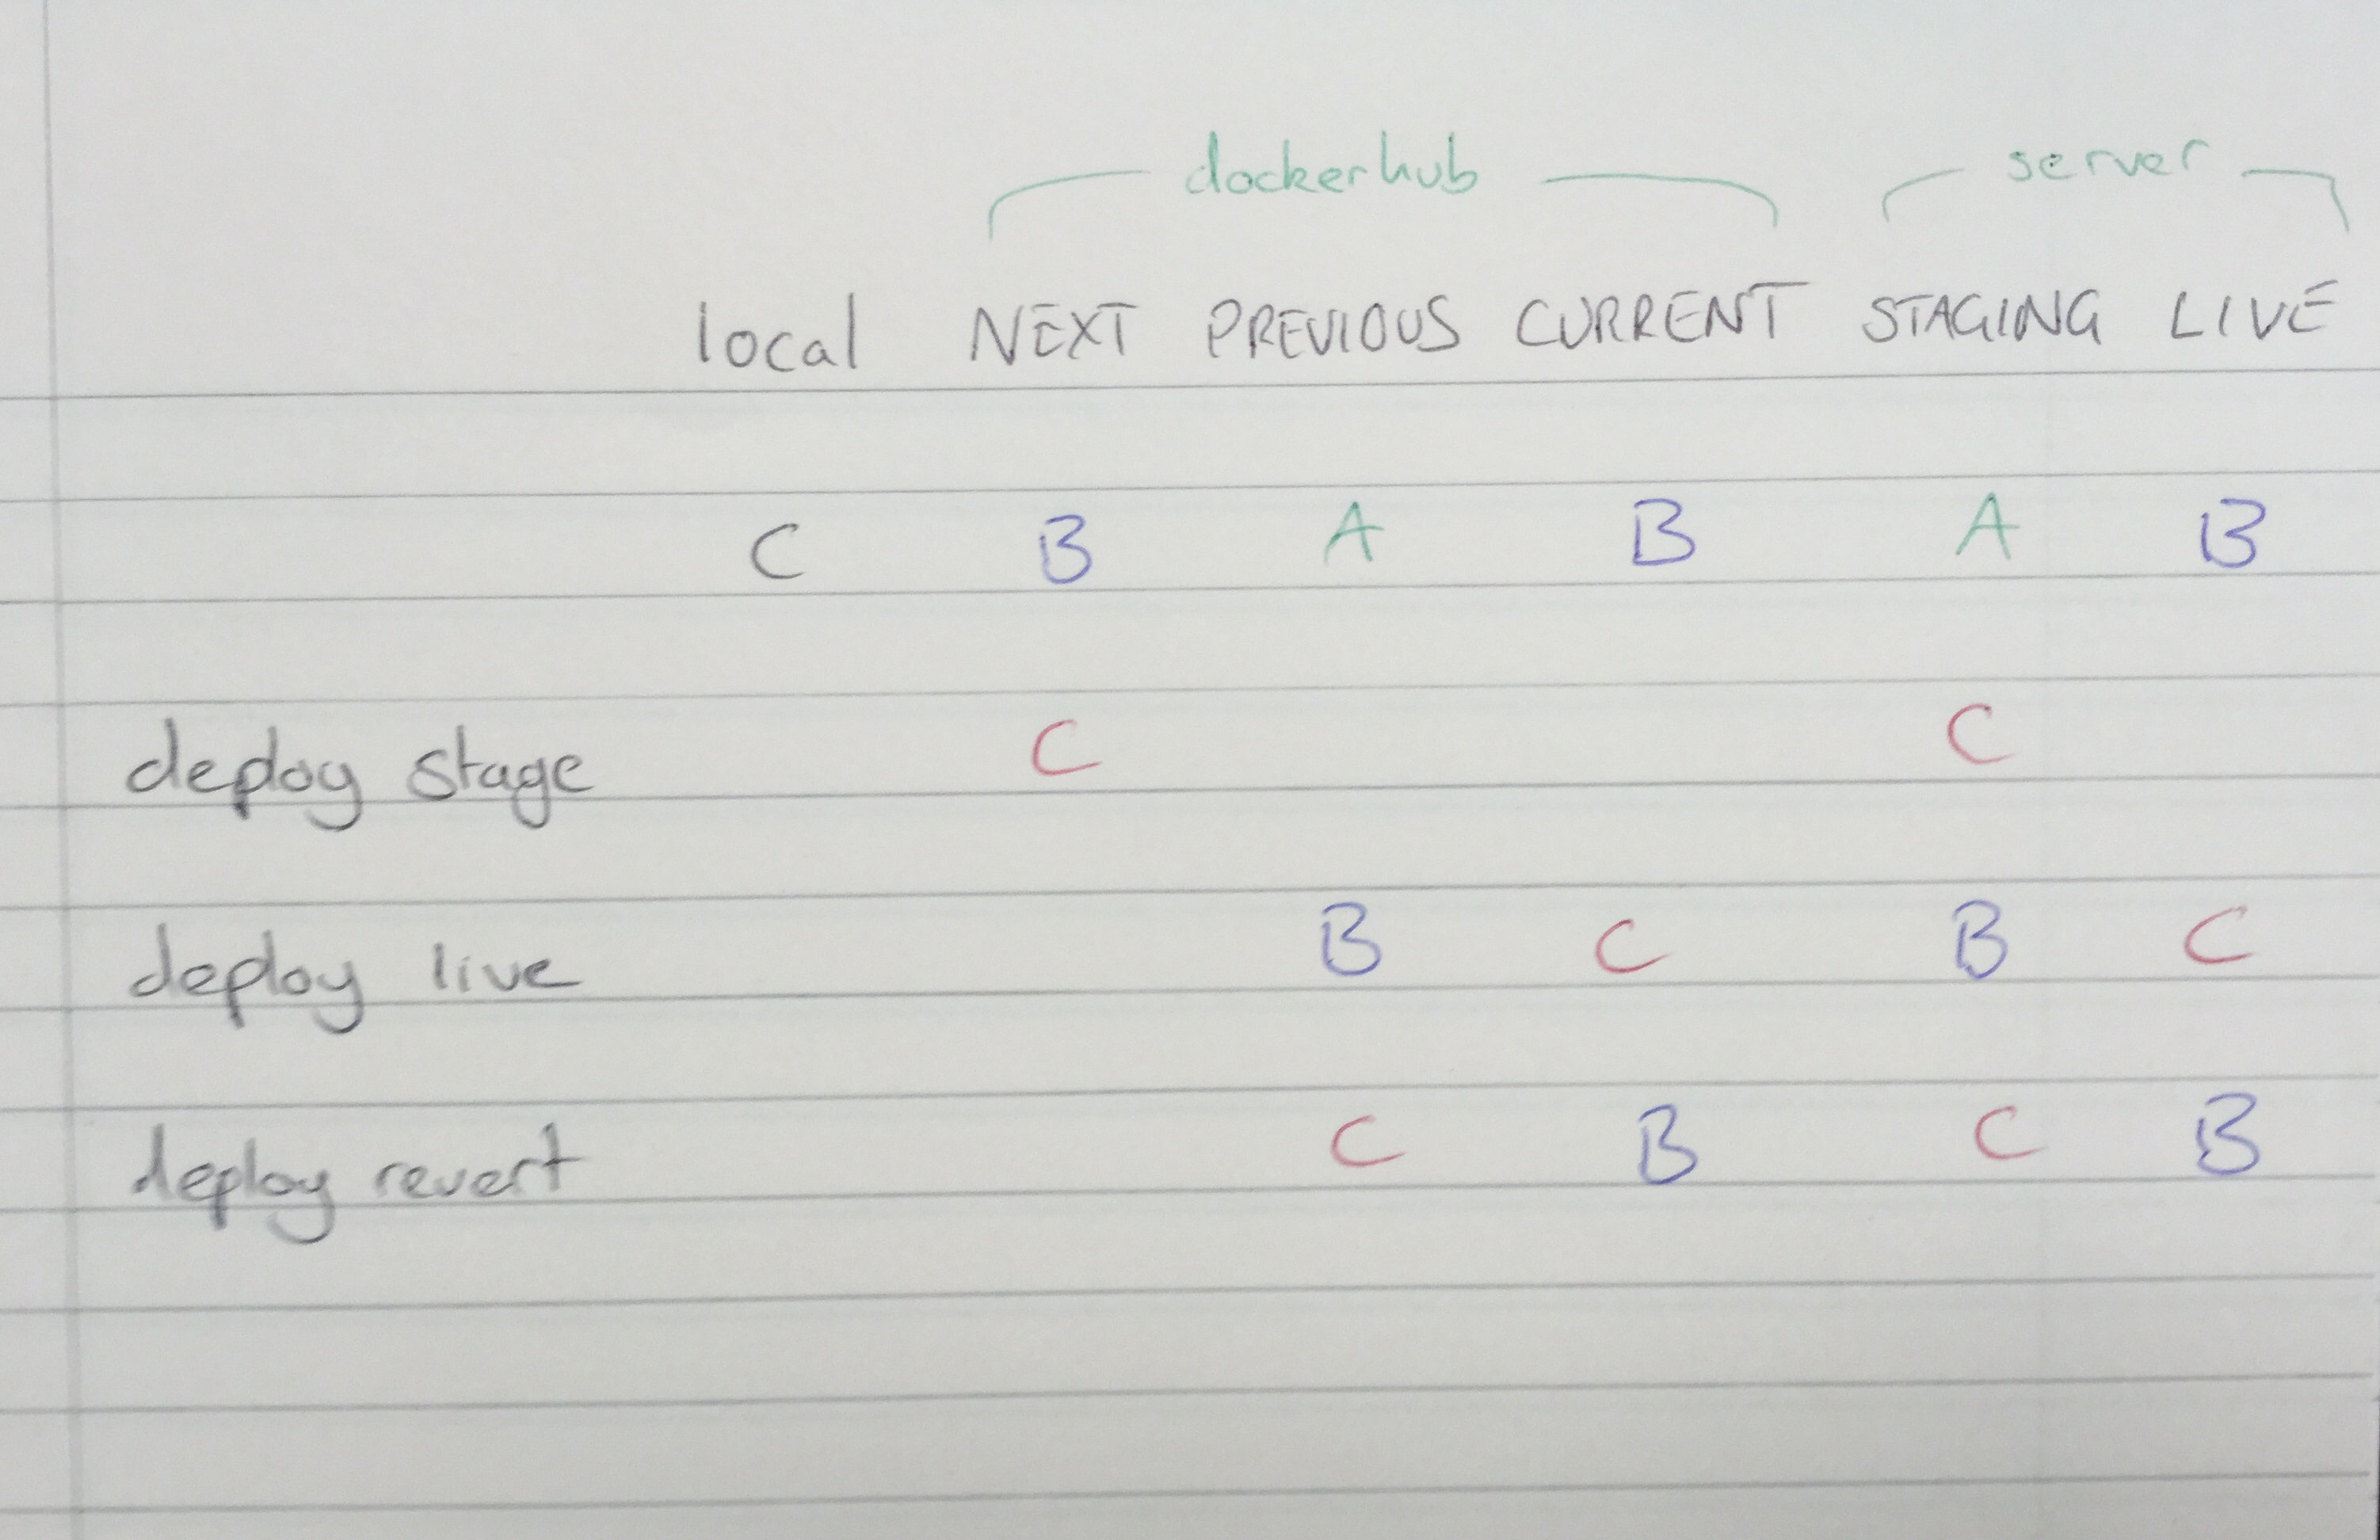 dockerhub server
local NEXT PREVIOUS CURRENT STAGING LIVE
C B A B A B
deploy stage C C
deploy live B C B C
deploy revert C B C B